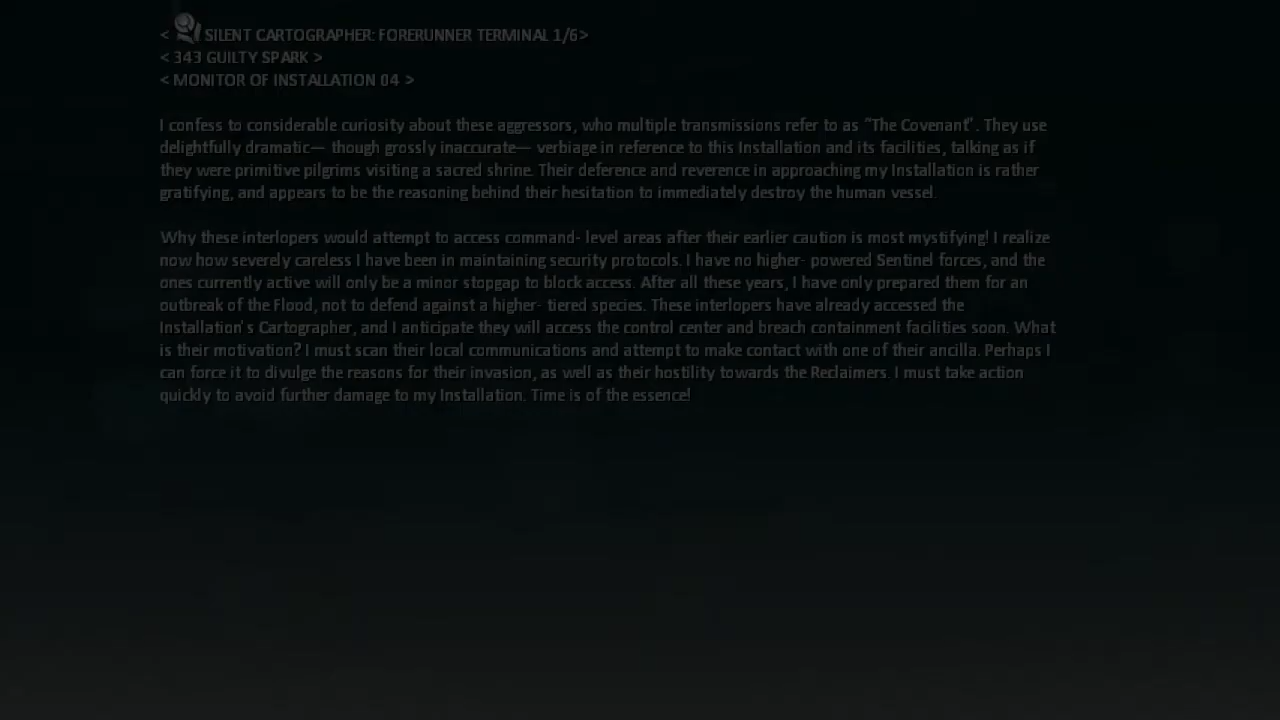 < SILENT CARTOGRAPHER: FORERUNNER TERMINAL 1/6>
< 343 GUILTY SPARK >
< MONITOR OF INSTALLATION 04 >
I confess to considerable curiosity about these aggressors, who multiple transmissions refer to as "The Covenant". They use
delightfully dramatic— though grossly inaccurate— verbiage in reference to this Installation and its facilities, talking as if
they were primitive pilgrims visiting a sacred shrine. Their deference and reverence in approaching my Installation is rather
gratifying, and appears to be the reasoning behind their hesitation to immediately destroy the human vessel.
Why these interlopers would attempt to access command- level areas after their earlier caution is most mystifying! I realize
now how severely careless I have been in maintaining security protocols. I have no higher- powered Sentinel forces, and the
ones currently active will only be a minor stopgap to block access. After all these years, I have only prepared them for an
outbreak of the Flood, not to defend against a higher- tiered species. These interlopers have already accessed the
Installation's Cartographer, and I anticipate they will access the control center and breach containment facilities soon. What
is their motivation? I must scan their local communications and attempt to make contact with one of their ancilla. Perhaps I
can force it to divulge the reasons for their invasion, as well as their hostility towards the Reclaimers. I must take action
quickly to avoid further damage to my Installation. Time is of the essence!